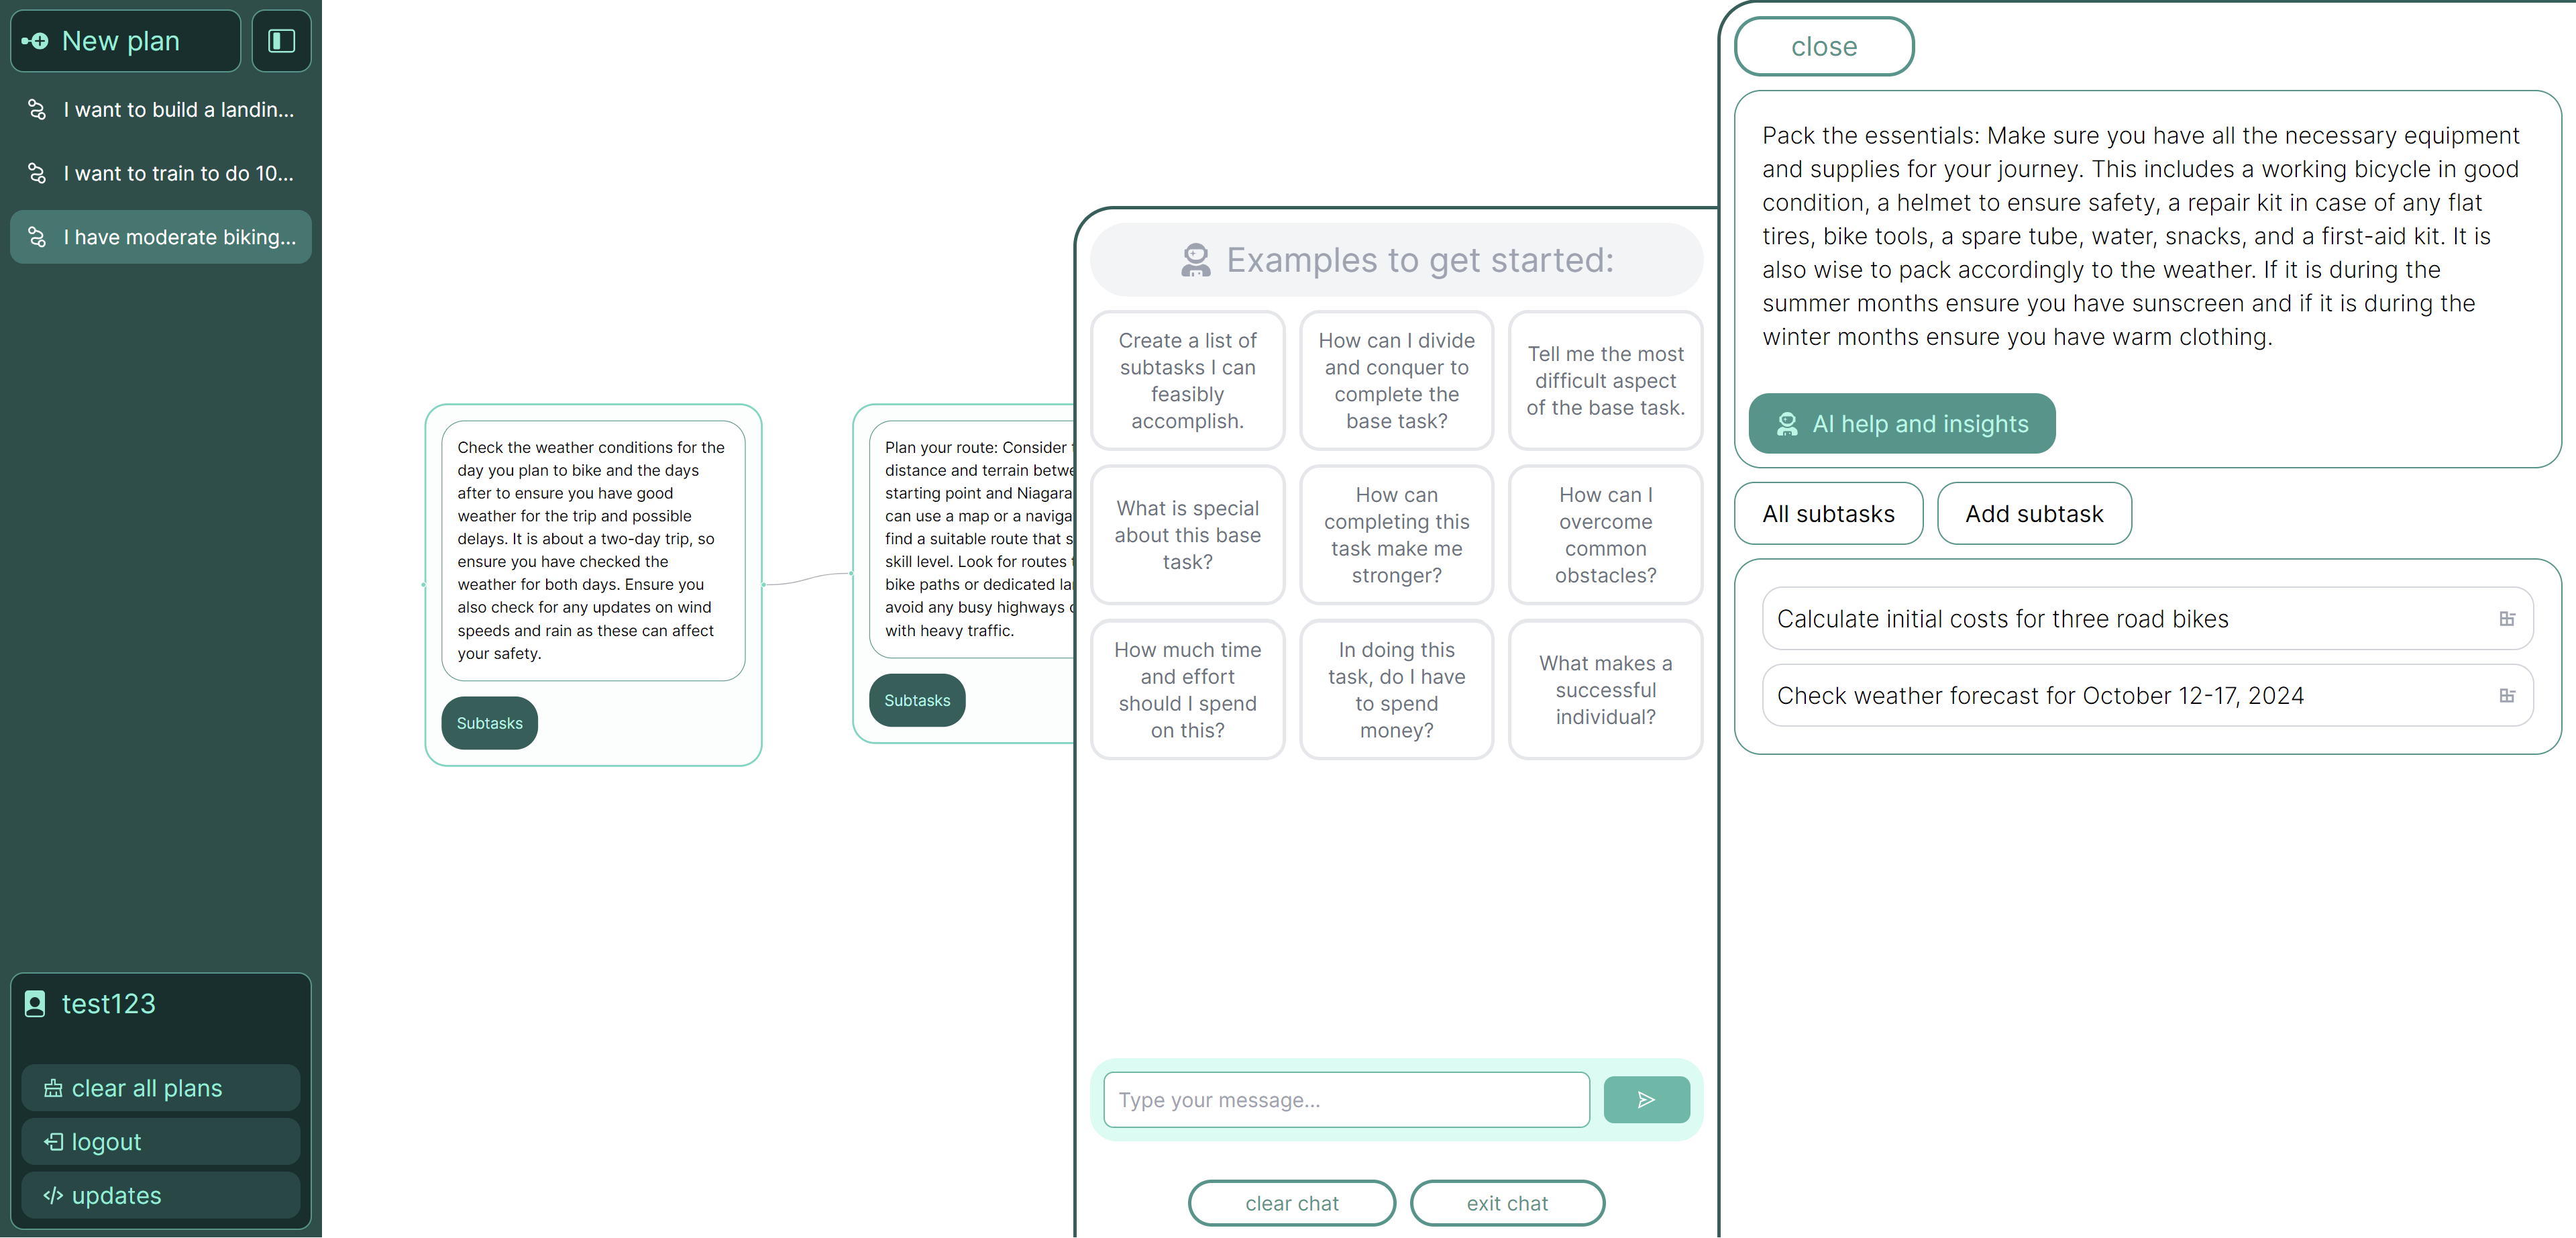 New plan
I want to build a landin...
I want to train to do 10...
I have moderate biking...
test123
clear all plans
logout
updates
Check the weather conditions for the
day you plan to bike and the days
after to ensure you have good
weather for the trip and possible
delays. It is about a two-day trip, so
ensure you have checked the
weather for both days. Ensure you
also check for any updates on wind
speeds and rain as these can affect
your safety.
Subtasks
Plan your route: Consider
distance and terrain
starting point and Niagara
can use a map or a
find a suitable route that
skill level. Look for routes
bike paths or dedicated
avoid any busy highways
with heavy traffic.
Subtasks
Examples to get started:
Create a list of
subtasks I can
feasibly
accomplish.
How can I divide
and conquer to
complete the
base task?
Tell me the most
difficult aspect
of the base task.
What is special
about this base
task?
How can
completing this
task make me
stronger?
How can I
overcome
common
obstacles?
How much time
and effort
should I spend
on this?
In doing this
task, do I have
to spend
money?
What makes a
successful
individual?
Type your message...
clear chat
exit chat
close
Pack the essentials: Make sure you have all the necessary equipment
and supplies for your journey. This includes a working bicycle in good
condition, a helmet to ensure safety, a repair kit in case of any flat
tires, bike tools, a spare tube, water, snacks, and a first-aid kit. It is
also wise to pack accordingly to the weather. If it is during the
summer months ensure you have sunscreen and if it is during the
winter months ensure you have warm clothing.
AI help and insights
All subtasks
Add subtask
Calculate initial costs for three road bikes
Check weather forecast for October 12-17, 2024